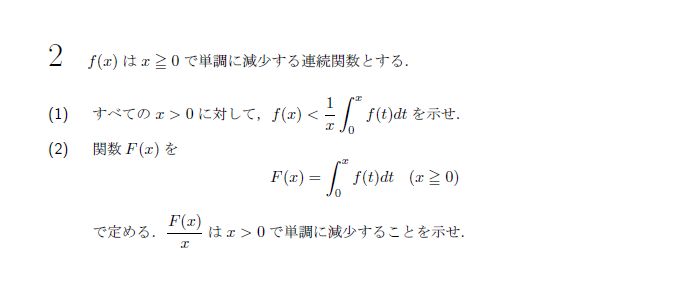 2 f(x) は x ≧ 0 で単調に減少する連続関数とする.
(1) すべての x > 0 に対して, f(x) < \frac{1}{x} \int_0^x f(t)dt を示せ.
(2) 関数 F(x) を
F(x) = \int_0^x f(t)dt (x ≧ 0)
で定める. \frac{F(x)}{x} は x > 0 で単調に減少することを示せ.